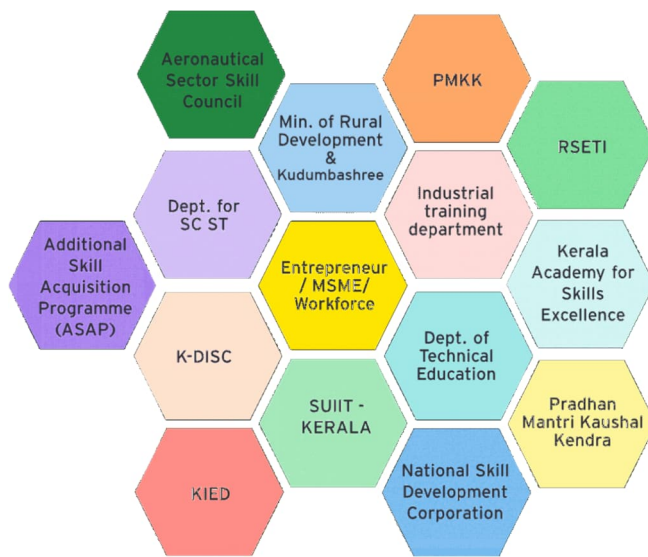 Aeronautical
Sector Skill
Council
PMKK
Min. of Rural
Development
&
Kudumbashree
RSETI
Dept. for
SC ST
Industrial
training
department
Additional
Skill
Acquisition
Programme
(ASAP)
Entrepreneur
/ MSME/
Workforce
Kerala
Academy for
Skills
Excellence
K-DISC
Dept. of
Technical
Education
SUIIT -
KERALA
Pradhan
Mantri Kaushal
Kendra
KIED
National Skill
Development
Corporation